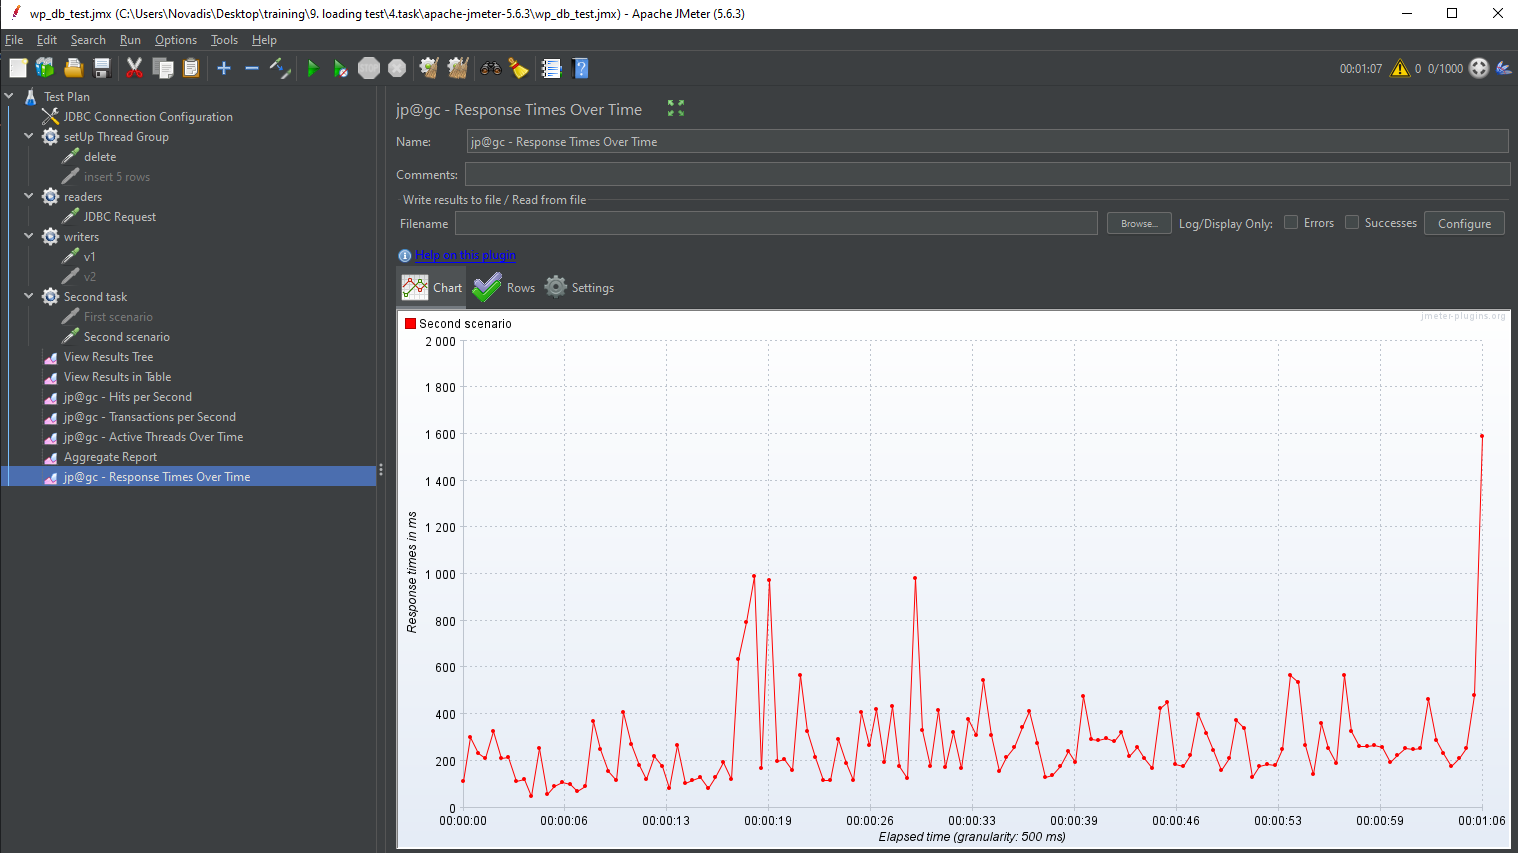 wp_db_test.jmx (C:\Users\Novadis\Desktop\training\9. loading test\4.task\apache-jmeter-5.6.3\wp_db_test.jmx) - Apache JMeter (5.6.3)
File Edit Search Run Options Tools Help
STOP
00:01:07 0 0/1000
Test Plan
JDBC Connection Configuration
setUp Thread Group
delete
insert 5 rows
readers
JDBC Request
writers
v1
v2
Second task
First scenario
Second scenario
View Results Tree
View Results in Table
jp@gc - Hits per Second
jp@gc - Transactions per Second
jp@gc - Active Threads Over Time
Aggregate Report
jp@gc - Response Times Over Time
jp@gc - Response Times Over Time
Name: jp@gc - Response Times Over Time
Comments:
Write results to file / Read from file
Filename Browse... Log/Display Only: Errors Successes Configure
Help on this plugin
Chart Rows Settings
Second scenario
jmeter-plugins.org
2 000
1 800
1 600
1 400
1 200
1 000
800
600
400
200
0
Response times in ms
00:00:00 00:00:06 00:00:13 00:00:19 00:00:26 00:00:33 00:00:39 00:00:46 00:00:53 00:00:59 00:01:06
Elapsed time (granularity: 500 ms)